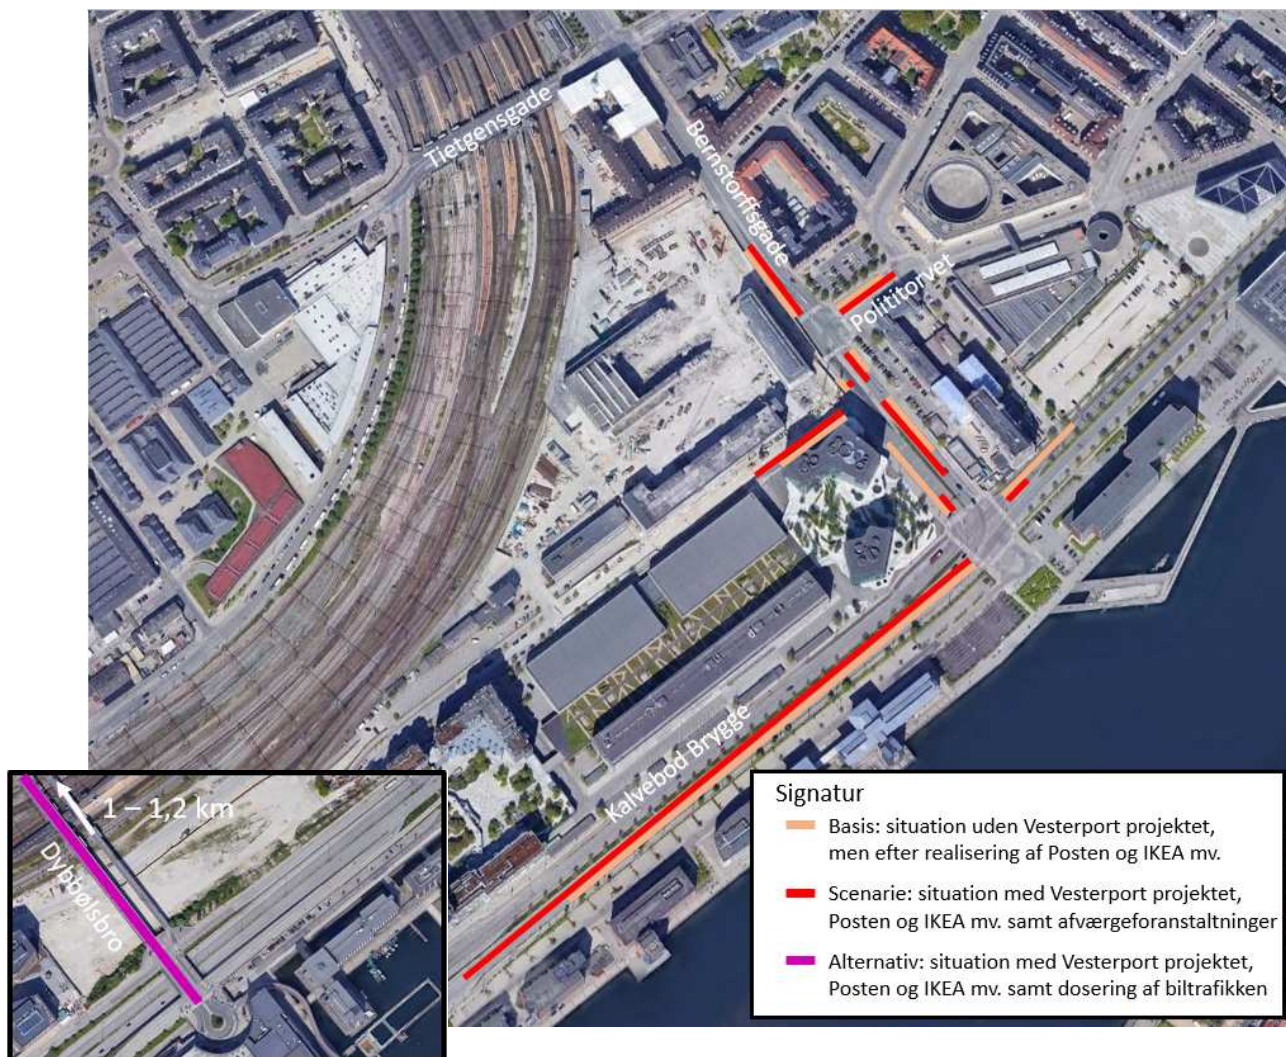 Tietgensgade
Bernstorffsgade
Polititorvet
Kalvebod Brygge
1 – 1,2 km
Dybbølsbro
Signatur
Basis: situation uden Vesterport projektet,
men efter realisering af Posten og IKEA mv.
Scenarie: situation med Vesterport projektet,
Posten og IKEA mv. samt afværgeforanstaltninger
Alternativ: situation med Vesterport projektet,
Posten og IKEA mv. samt dosering af biltrafikken